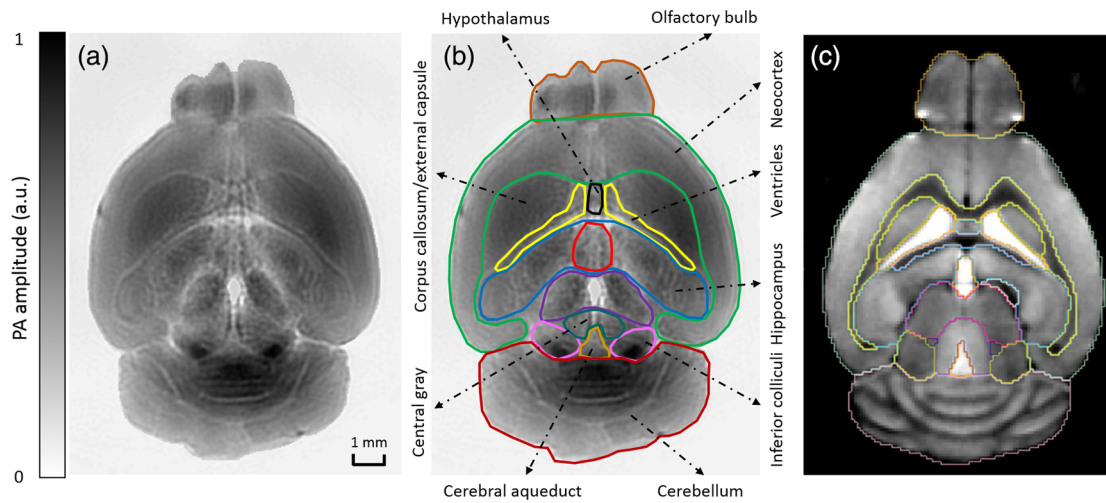 Hypothalamus
Olfactory bulb
1
(a)
(b)
(c)
PA amplitude (a.u.)
Corpus callosum/external capsule
Neocortex
Ventricles
Hippocampus
Inferior colliculi
Central gray
1 mm
0
Cerebral aqueduct
Cerebellum